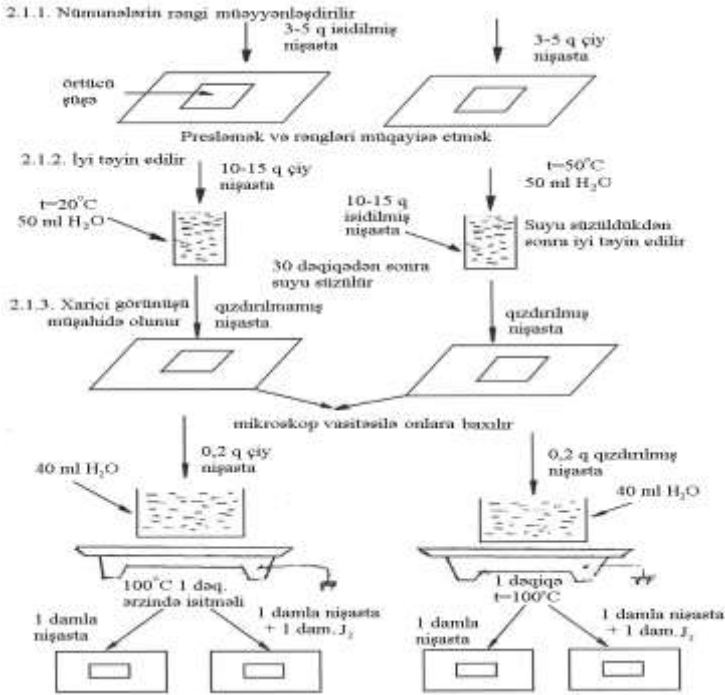 2.1.1. Nümunələrin rəngi müəyyənləşdirilir
3-5 q isidilmiş
nişasta
3-5 q çiy
nişasta
örtücü
şüşə
Presləmək və rəngləri müqayisə etmək
2.1.2. İyi təyin edilir
10-15 q çiy
nişasta
t=20°C
50 ml H₂O
t=50°C
50 ml H₂O
10-15 q
isidilmiş
nişasta
Suyu süzüldükdən
sonra iyi təyin edilir
30 dəqiqədən sonra
suyu süzülür
2.1.3. Xarici görünüşü
müşahidə olunur
qızdırılmamış
nişasta
qızdırılmış
nişasta
mikroskop vasitəsilə onlara baxılır
0,2 q çiy
nişasta
40 ml H₂O
0,2 q qızdırılmış
nişasta
40 ml H₂O
100°C 1 dəq.
ərzində isitməli
1 dəqiqə
t=100°C
1 damla
nişasta
1 damla nişasta
+ 1 dam. J₂
1 damla
nişasta
1 damla nişasta
+ 1 dam. J₂